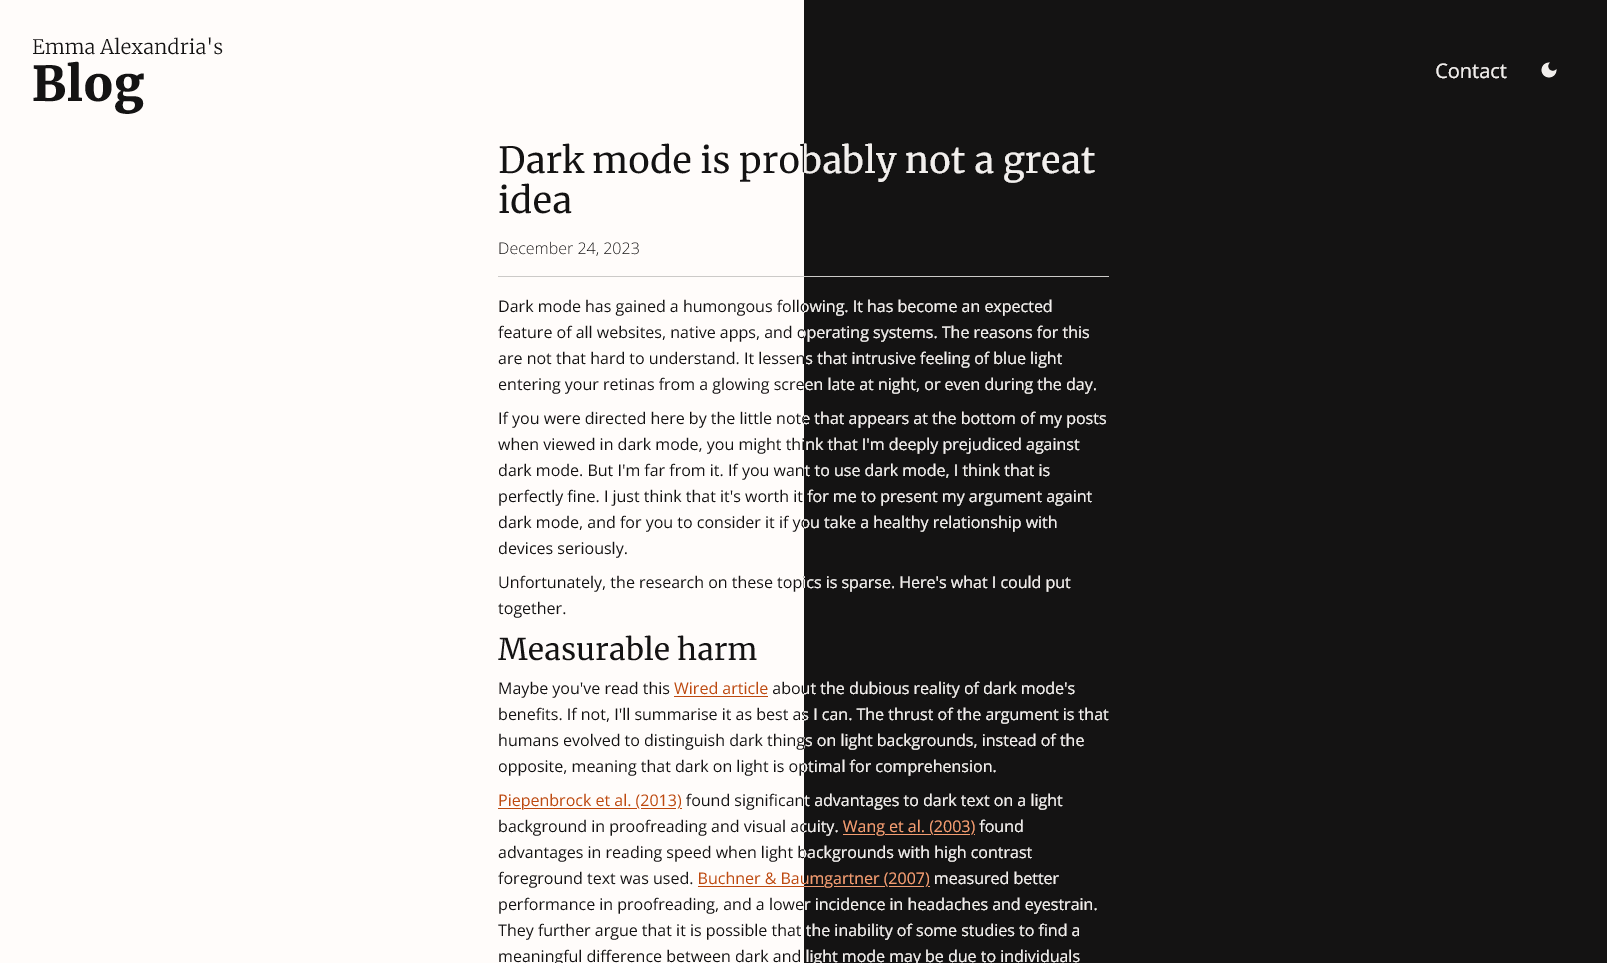 Emma Alexandria's
Blog
Contact
Dark mode is probably not a great
idea
December 24, 2023
Dark mode has gained a humongous following. It has become an expected
feature of all websites, native apps, and operating systems. The reasons for this
are not that hard to understand. It lessens that intrusive feeling of blue light
entering your retinas from a glowing screen late at night, or even during the day.
If you were directed here by the little note that appears at the bottom of my posts
when viewed in dark mode, you might think that I'm deeply prejudiced against
dark mode. But I'm far from it. If you want to use dark mode, I think that is
perfectly fine. I just think that it's worth it for me to present my argument againt
dark mode, and for you to consider it if you take a healthy relationship with
devices seriously.
Unfortunately, the research on these topics is sparse. Here's what I could put
together.
Measurable harm
Maybe you've read this Wired article about the dubious reality of dark mode's
benefits. If not, I'll summarise it as best as I can. The thrust of the argument is that
humans evolved to distinguish dark things on light backgrounds, instead of the
opposite, meaning that dark on light is optimal for comprehension.
Piepenbrock et al. (2013) found significant advantages to dark text on a light
background in proofreading and visual acuity. Wang et al. (2003) found
advantages in reading speed when light backgrounds with high contrast
foreground text was used. Buchner & Baumgartner (2007) measured better
performance in proofreading, and a lower incidence in headaches and eyestrain.
They further argue that it is possible that the inability of some studies to find a
meaningful difference between dark and light mode may be due to individuals